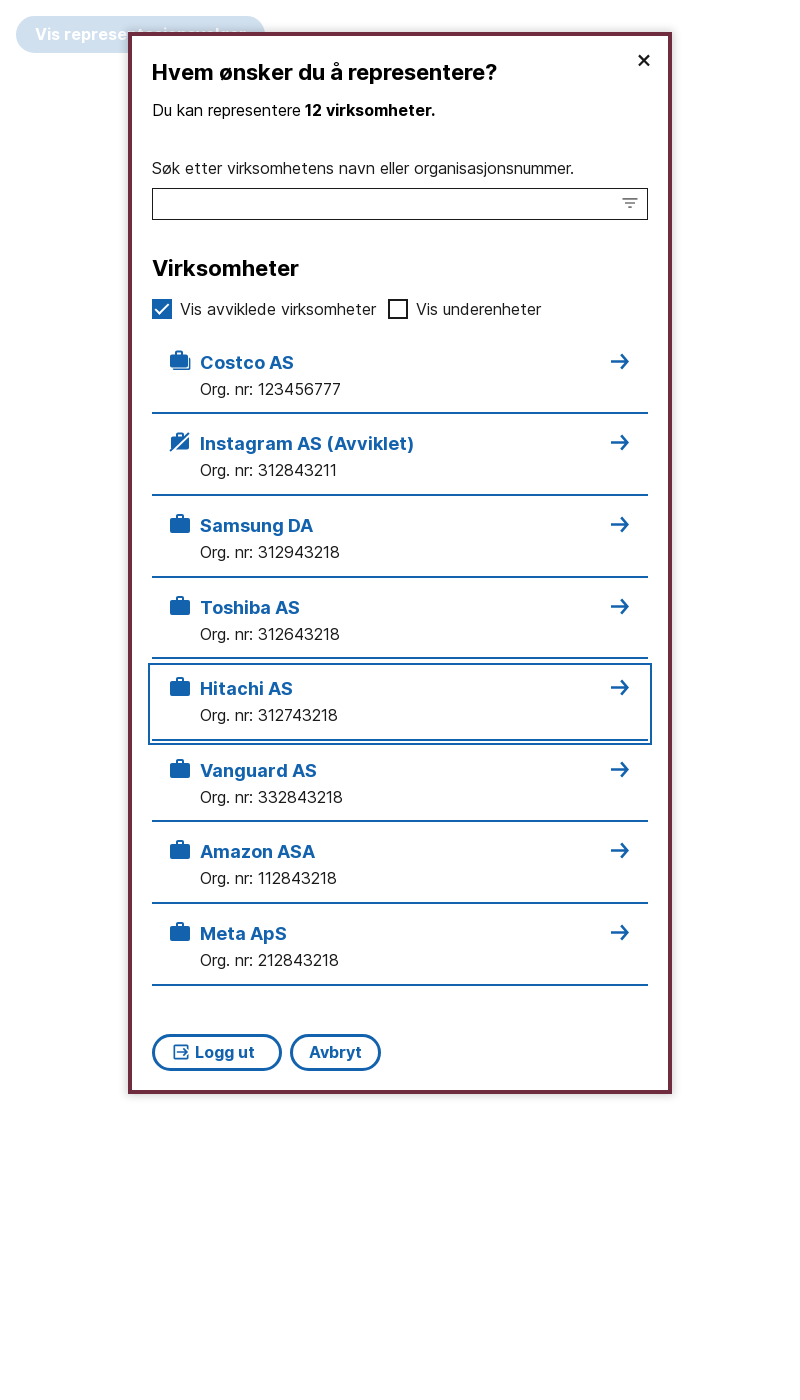 Vis represe
Hvem ønsker du å representere?
Du kan representere 12 virksomheter.
Søk etter virksomhetens navn eller organisasjonsnummer.
Virksomheter
Vis avviklede virksomheter Vis underenheter
Costco AS
Org. nr: 123456777
Instagram AS (Avviklet)
Org. nr: 312843211
Samsung DA
Org. nr: 312943218
Toshiba AS
Org. nr: 312643218
Hitachi AS
Org. nr: 312743218
Vanguard AS
Org. nr: 332843218
Amazon ASA
Org. nr: 112843218
Meta ApS
Org. nr: 212843218
Logg ut Avbryt